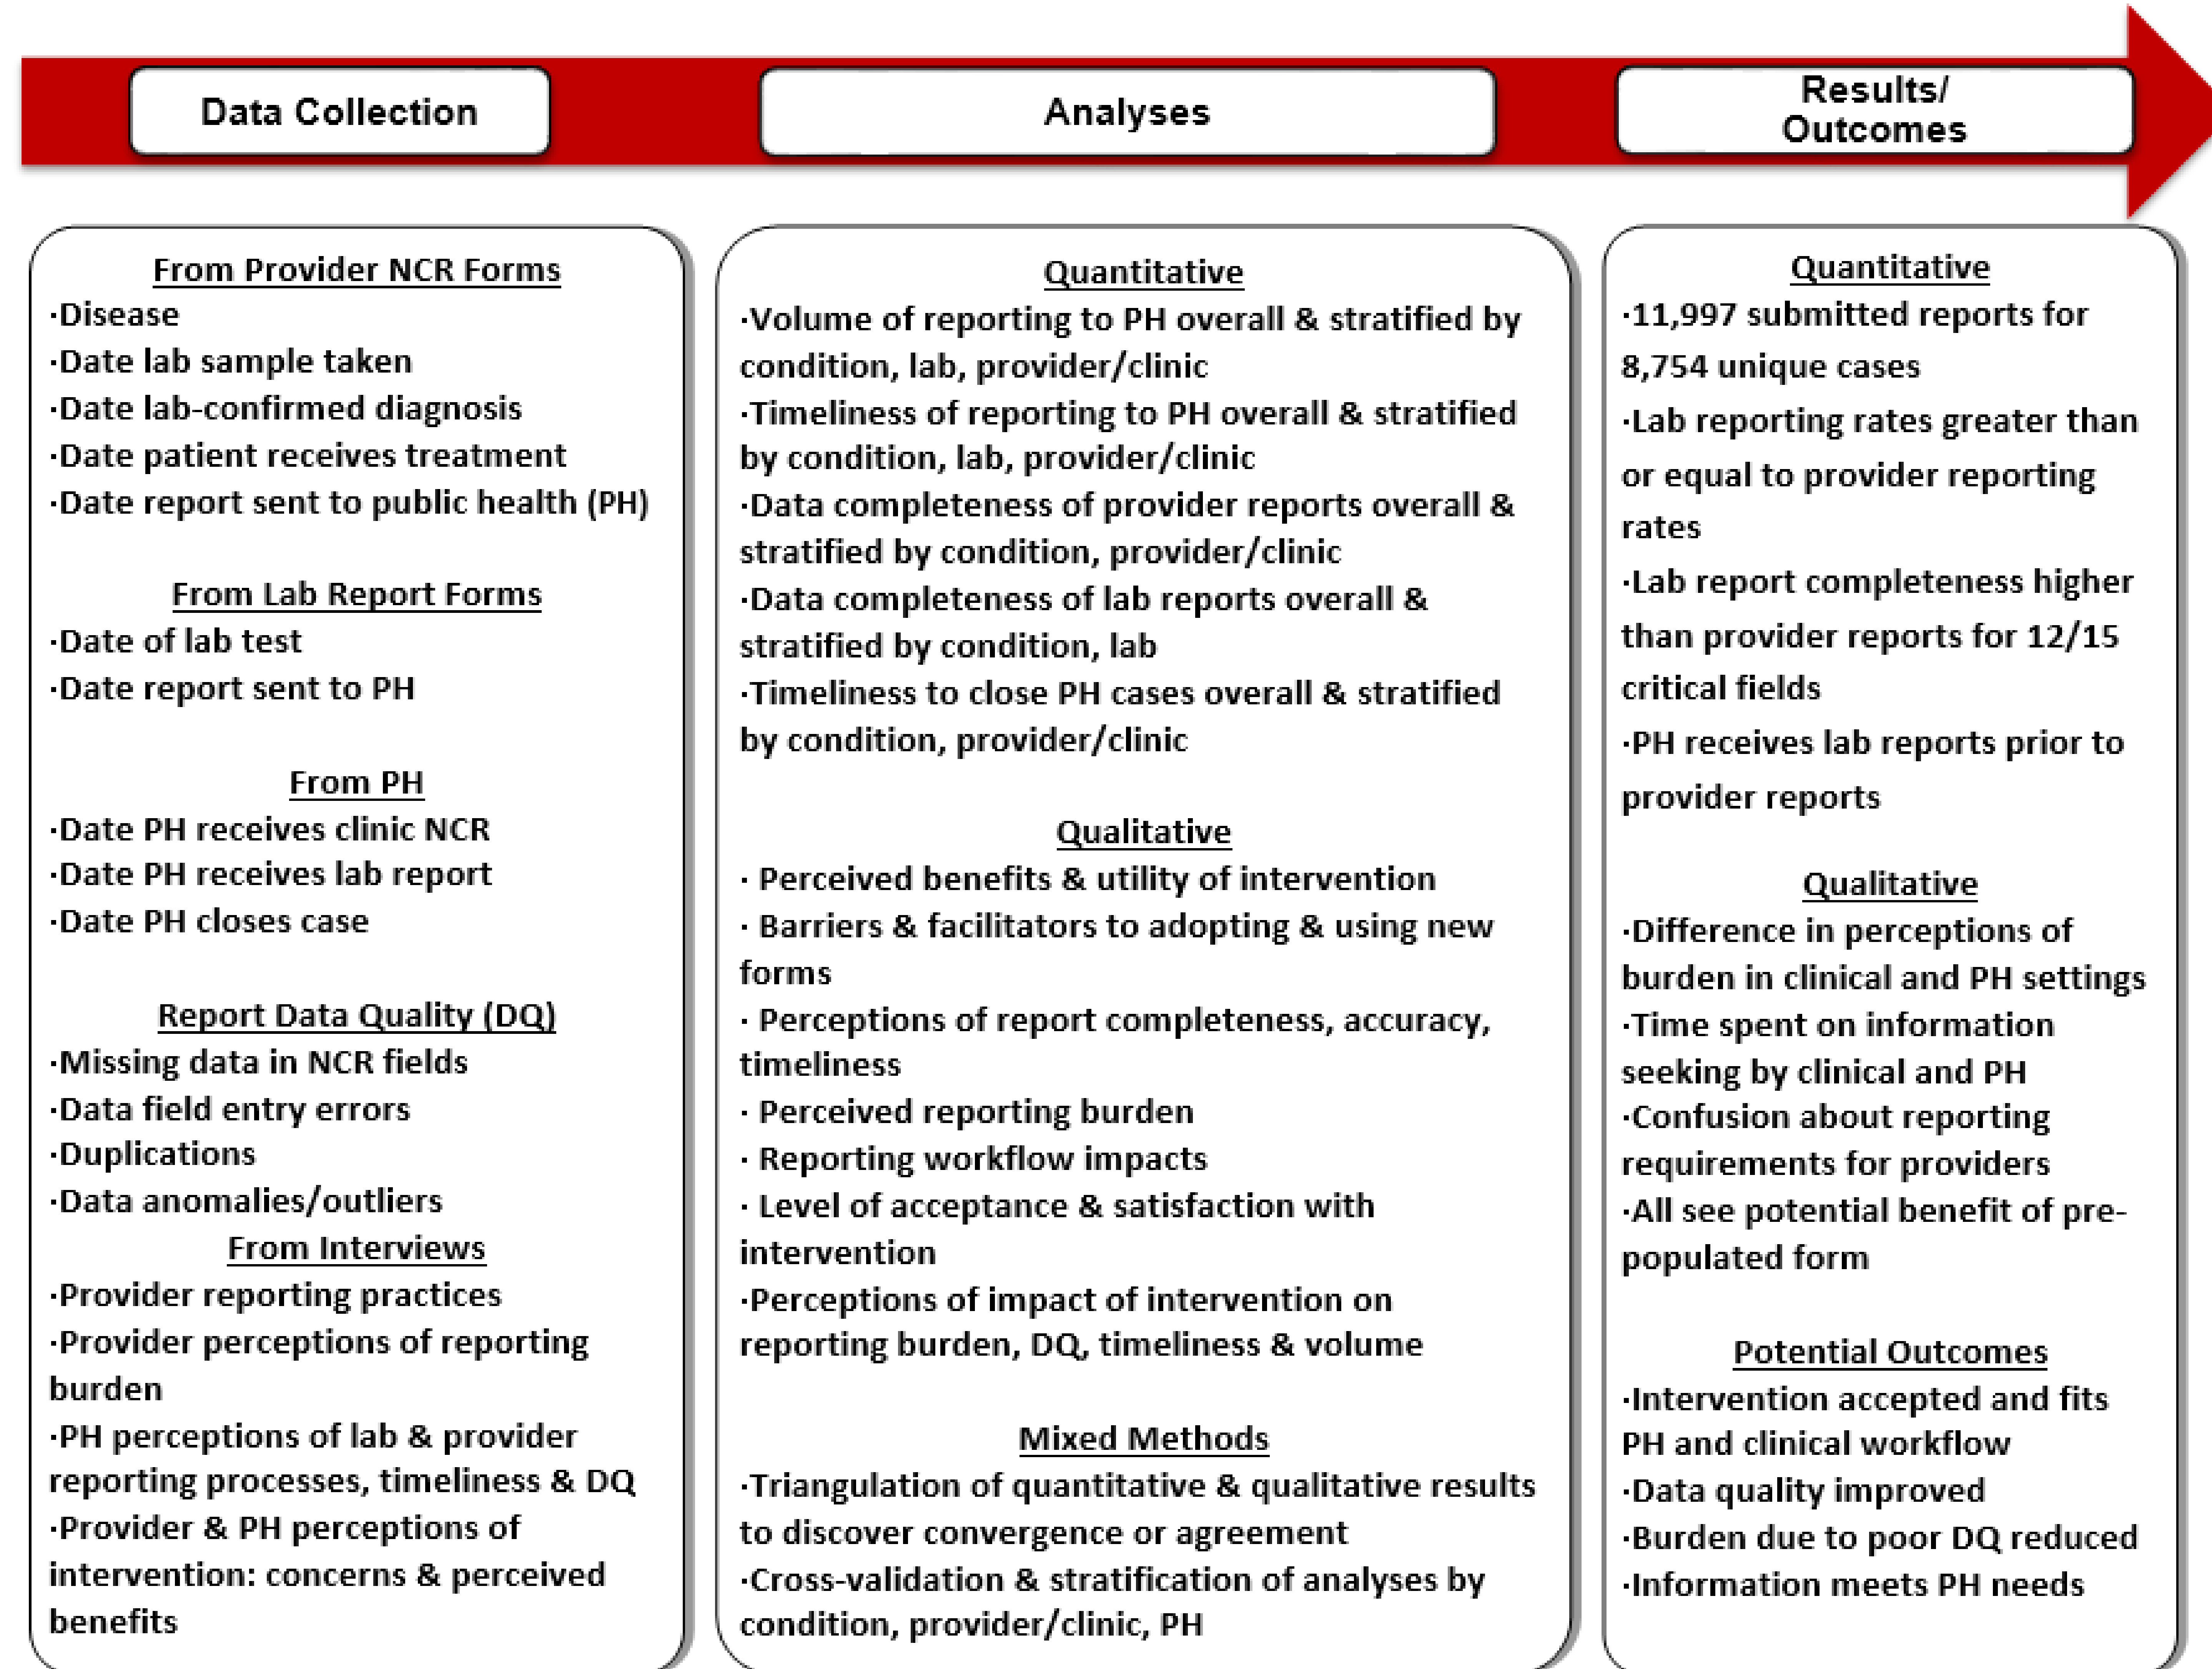 Data Collection
Analyses
Results/
Outcomes
From Provider NCR Forms
·Disease
·Date lab sample taken
·Date lab-confirmed diagnosis
·Date patient receives treatment
·Date report sent to public health (PH)
From Lab Report Forms
·Date of lab test
·Date report sent to PH
From PH
·Date PH receives clinic NCR
·Date PH receives lab report
·Date PH closes case
Report Data Quality (DQ)
·Missing data in NCR fields
·Data field entry errors
·Duplications
·Data anomalies/outliers
From Interviews
·Provider reporting practices
·Provider perceptions of reporting
burden
·PH perceptions of lab & provider
reporting processes, timeliness & DQ
·Provider & PH perceptions of
intervention: concerns & perceived
benefits
Quantitative
·Volume of reporting to PH overall & stratified by
condition, lab, provider/clinic
·Timeliness of reporting to PH overall & stratified
by condition, lab, provider/clinic
·Data completeness of provider reports overall &
stratified by condition, provider/clinic
·Data completeness of lab reports overall &
stratified by condition, lab
·Timeliness to close PH cases overall & stratified
by condition, provider/clinic
Qualitative
· Perceived benefits & utility of intervention
· Barriers & facilitators to adopting & using new
forms
· Perceptions of report completeness, accuracy,
timeliness
· Perceived reporting burden
· Reporting workflow impacts
· Level of acceptance & satisfaction with
intervention
·Perceptions of impact of intervention on
reporting burden, DQ, timeliness & volume
Mixed Methods
·Triangulation of quantitative & qualitative results
to discover convergence or agreement
·Cross-validation & stratification of analyses by
condition, provider/clinic, PH
Quantitative
·11,997 submitted reports for
8,754 unique cases
·Lab reporting rates greater than
or equal to provider reporting
rates
·Lab report completeness higher
than provider reports for 12/15
critical fields
·PH receives lab reports prior to
provider reports
Qualitative
·Difference in perceptions of
burden in clinical and PH settings
·Time spent on information
seeking by clinical and PH
·Confusion about reporting
requirements for providers
·All see potential benefit of pre-
populated form
Potential Outcomes
·Intervention accepted and fits
PH and clinical workflow
·Data quality improved
·Burden due to poor DQ reduced
·Information meets PH needs